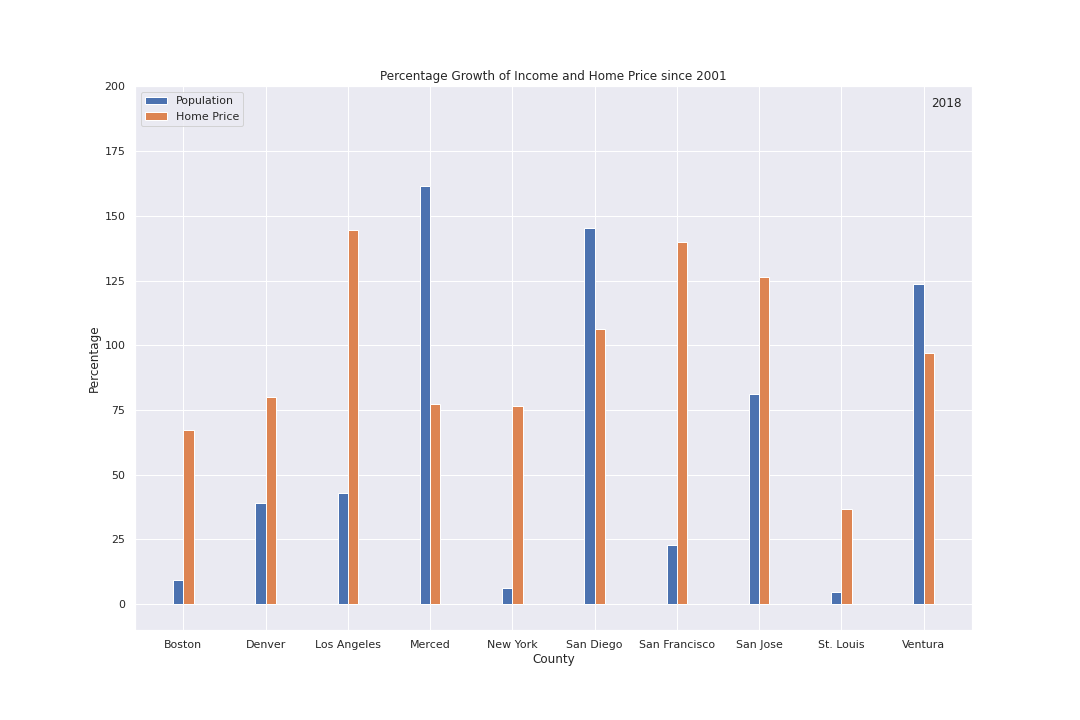 Percentage Growth of Income and Home Price since 2001
200
175
150
125
100
75
50
25
0
Percentage
Population
Home Price
2018
Boston Denver Los Angeles Merced New York San Diego San Francisco San Jose St. Louis Ventura
County